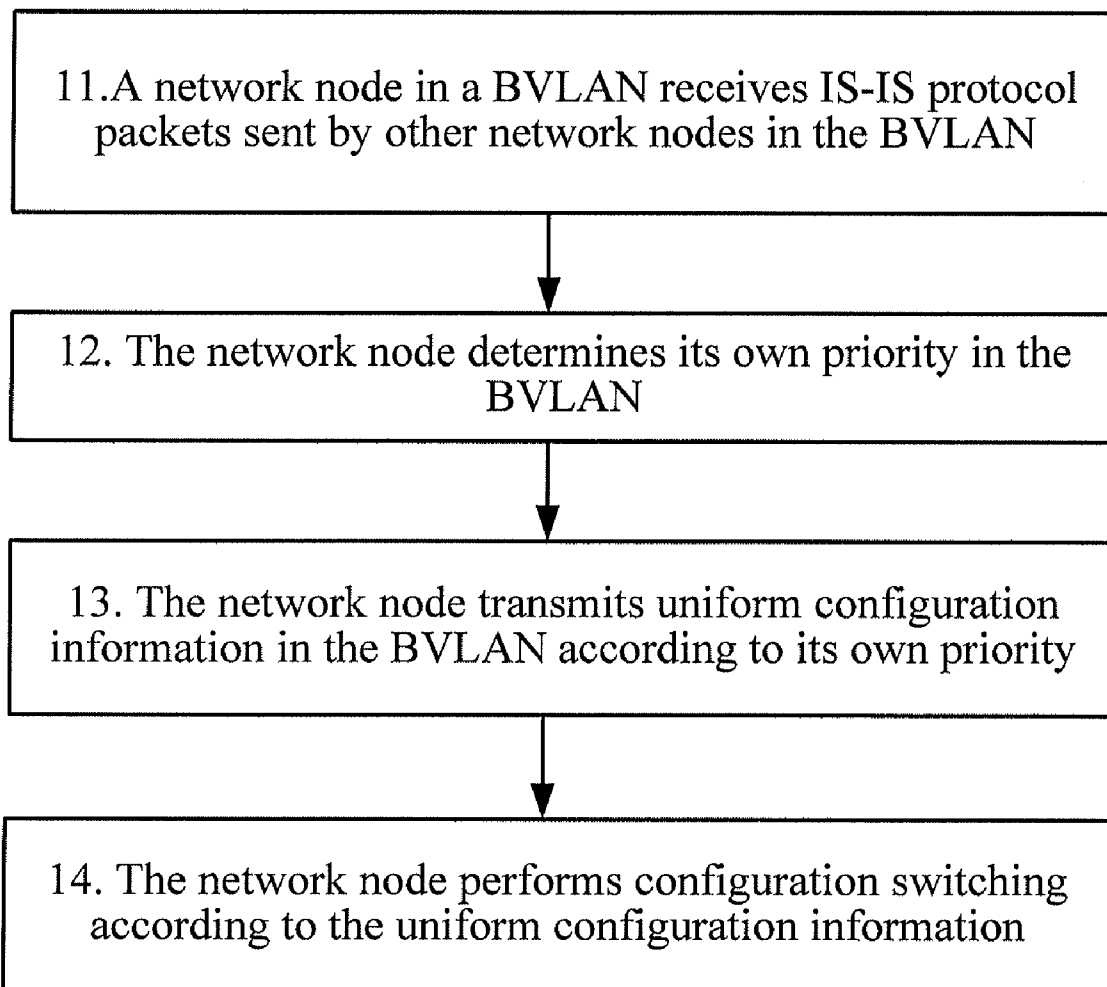 11.A network node in a BVLAN receives IS-IS protocol
packets sent by other network nodes in the BVLAN
12. The network node determines its own priority in the
BVLAN
13. The network node transmits uniform configuration
information in the BVLAN according to its own priority
14. The network node performs configuration switching
according to the uniform configuration information